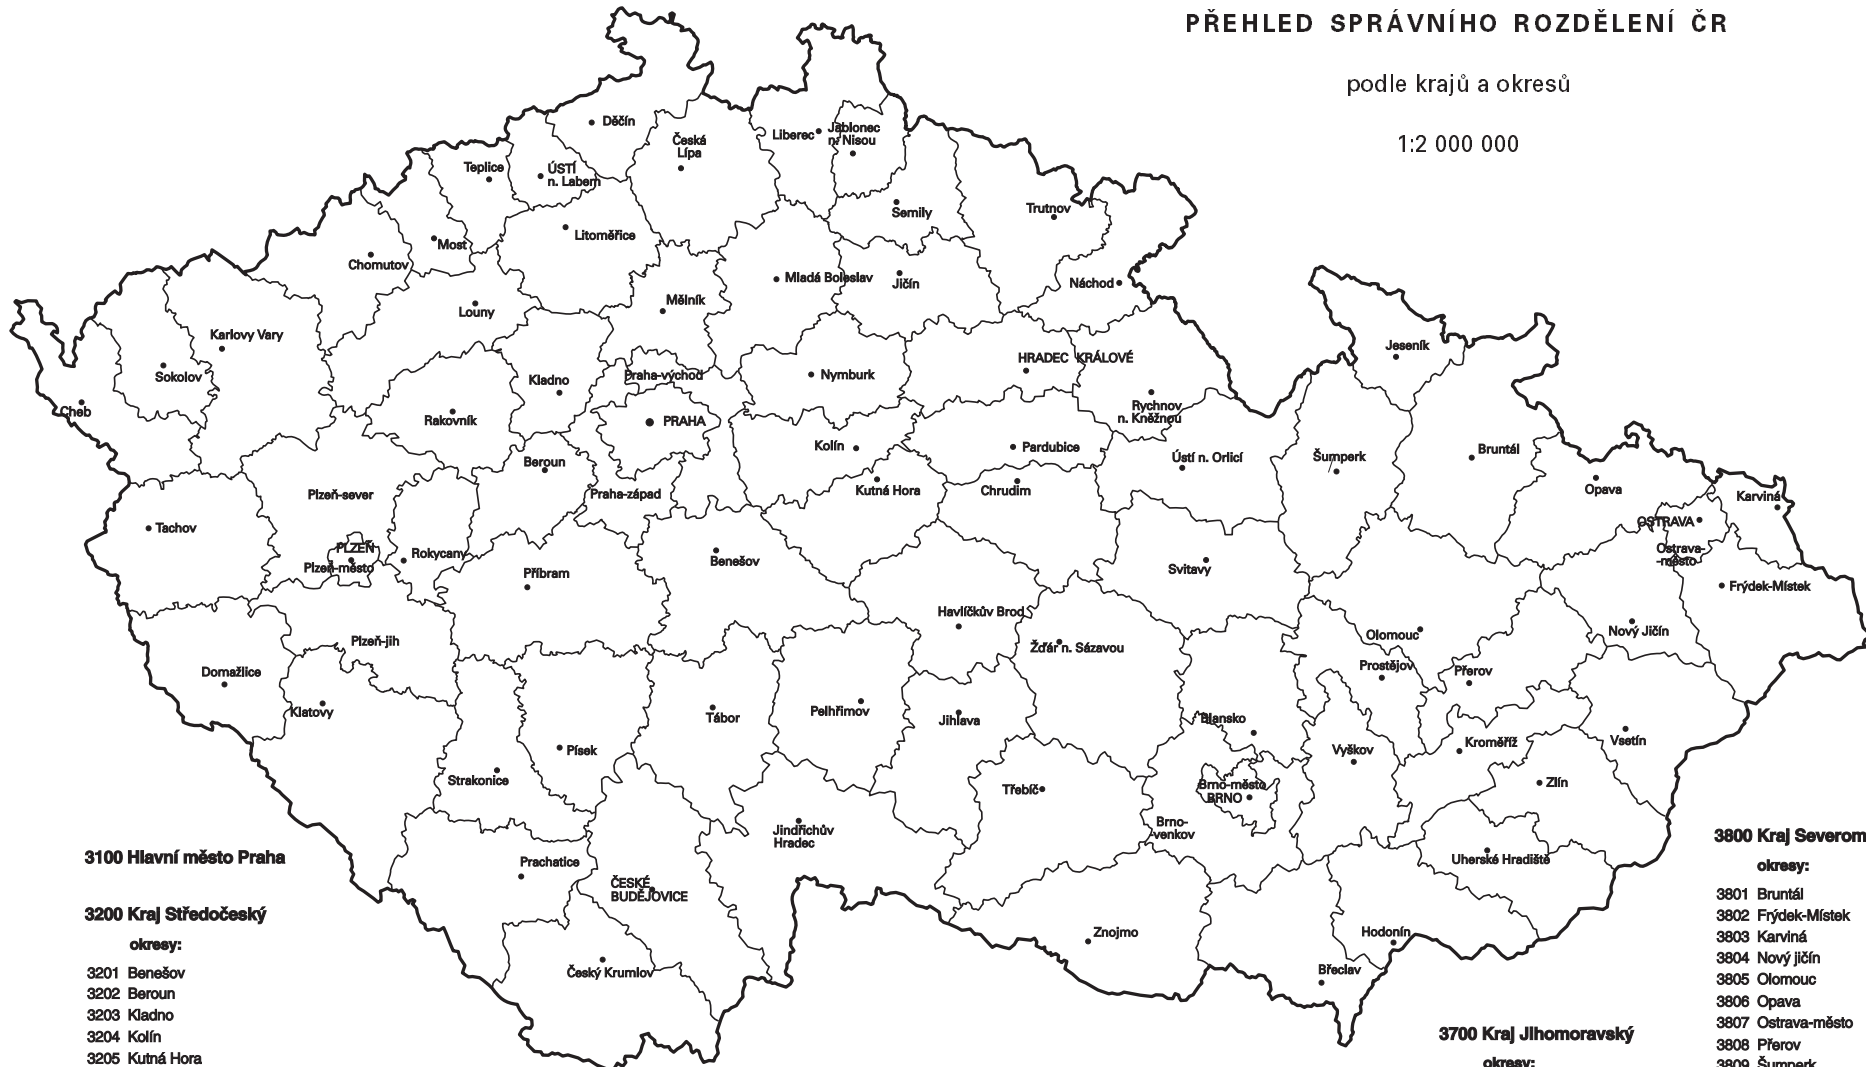 PŘEHLED SPRÁVNÍHO ROZDĚLENÍ ČR
podle krajů a okresů
1:2 000 000
Děčín
Česká
Lípa
Liberec
Jablonec
n. Nisou
Teplice
ÚSTÍ
n. Labem
Semily
Trutnov
Litoměřice
Most
Chomutov
Mladá Boleslav
Jičín
Náchod
Mělník
Louny
Karlovy Vary
Jeseník
HRADEC KRÁLOVÉ
Sokolov
Kladno
Praha-východ
Nymburk
Cheb
Rakovník
PRAHA
Rychnov
n. Kněžnou
Kolín
Pardubice
Ústí n. Orlicí
Šumperk
Bruntál
Beroun
Plzeň-sever
Praha-západ
Kutná Hora
Chrudim
Opava
Karviná
Tachov
OSTRAVA
PLZEŇ
Plzeň-město
Rokycany
Ostrava-
-město
Benešov
Příbram
Svitavy
Frýdek-Místek
Havlíčkův Brod
Plzeň-jih
Žďár n. Sázavou
Olomouc
Nový Jičín
Domažlice
Prostějov
Přerov
Klatovy
Tábor
Pelhřimov
Jihlava
Blansko
Písek
Strakonice
Vyškov
Kroměříž
Vsetín
Třebíč
Brno-město
BRNO
Zlín
Brno-
-venkov
Jindřichův
Hradec
Prachatice
Uherské Hradiště
ČESKÉ
BUDĚJOVICE
Znojmo
Hodonín
Český Krumlov
Břeclav
3100 Hlavní město Praha
3200 Kraj Středočeský
okresy:
3201 Benešov
3202 Beroun
3203 Kladno
3204 Kolín
3205 Kutná Hora
3700 Kraj Jlhomoravský
okresy:
3800 Kraj Severom
okresy:
3801 Bruntál
3802 Frýdek-Místek
3803 Karviná
3804 Nový jičín
3805 Olomouc
3806 Opava
3807 Ostrava-město
3808 Přerov
3809 Šumperk